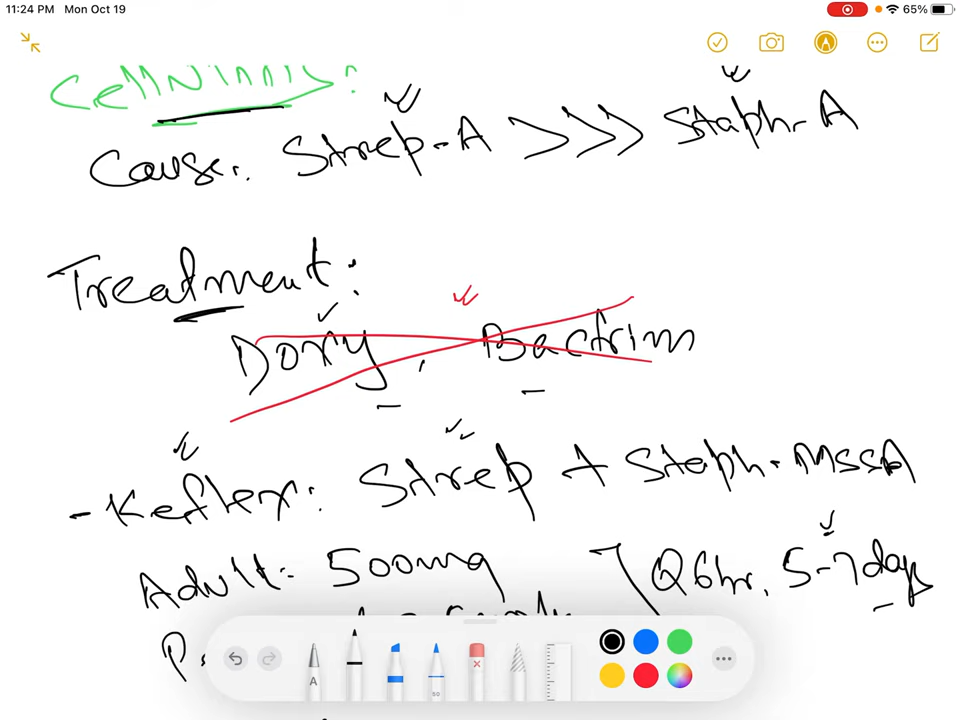 11:24 PM Mon Oct 19
65%
Cellulitis:
Cause: Strep-A >>> Staph-A
Treatment:
Doxy, Bactrim
- Keflex: Strep + Staph-MSSA
Adult: 500mg Q6hr, 5-7days
P
A